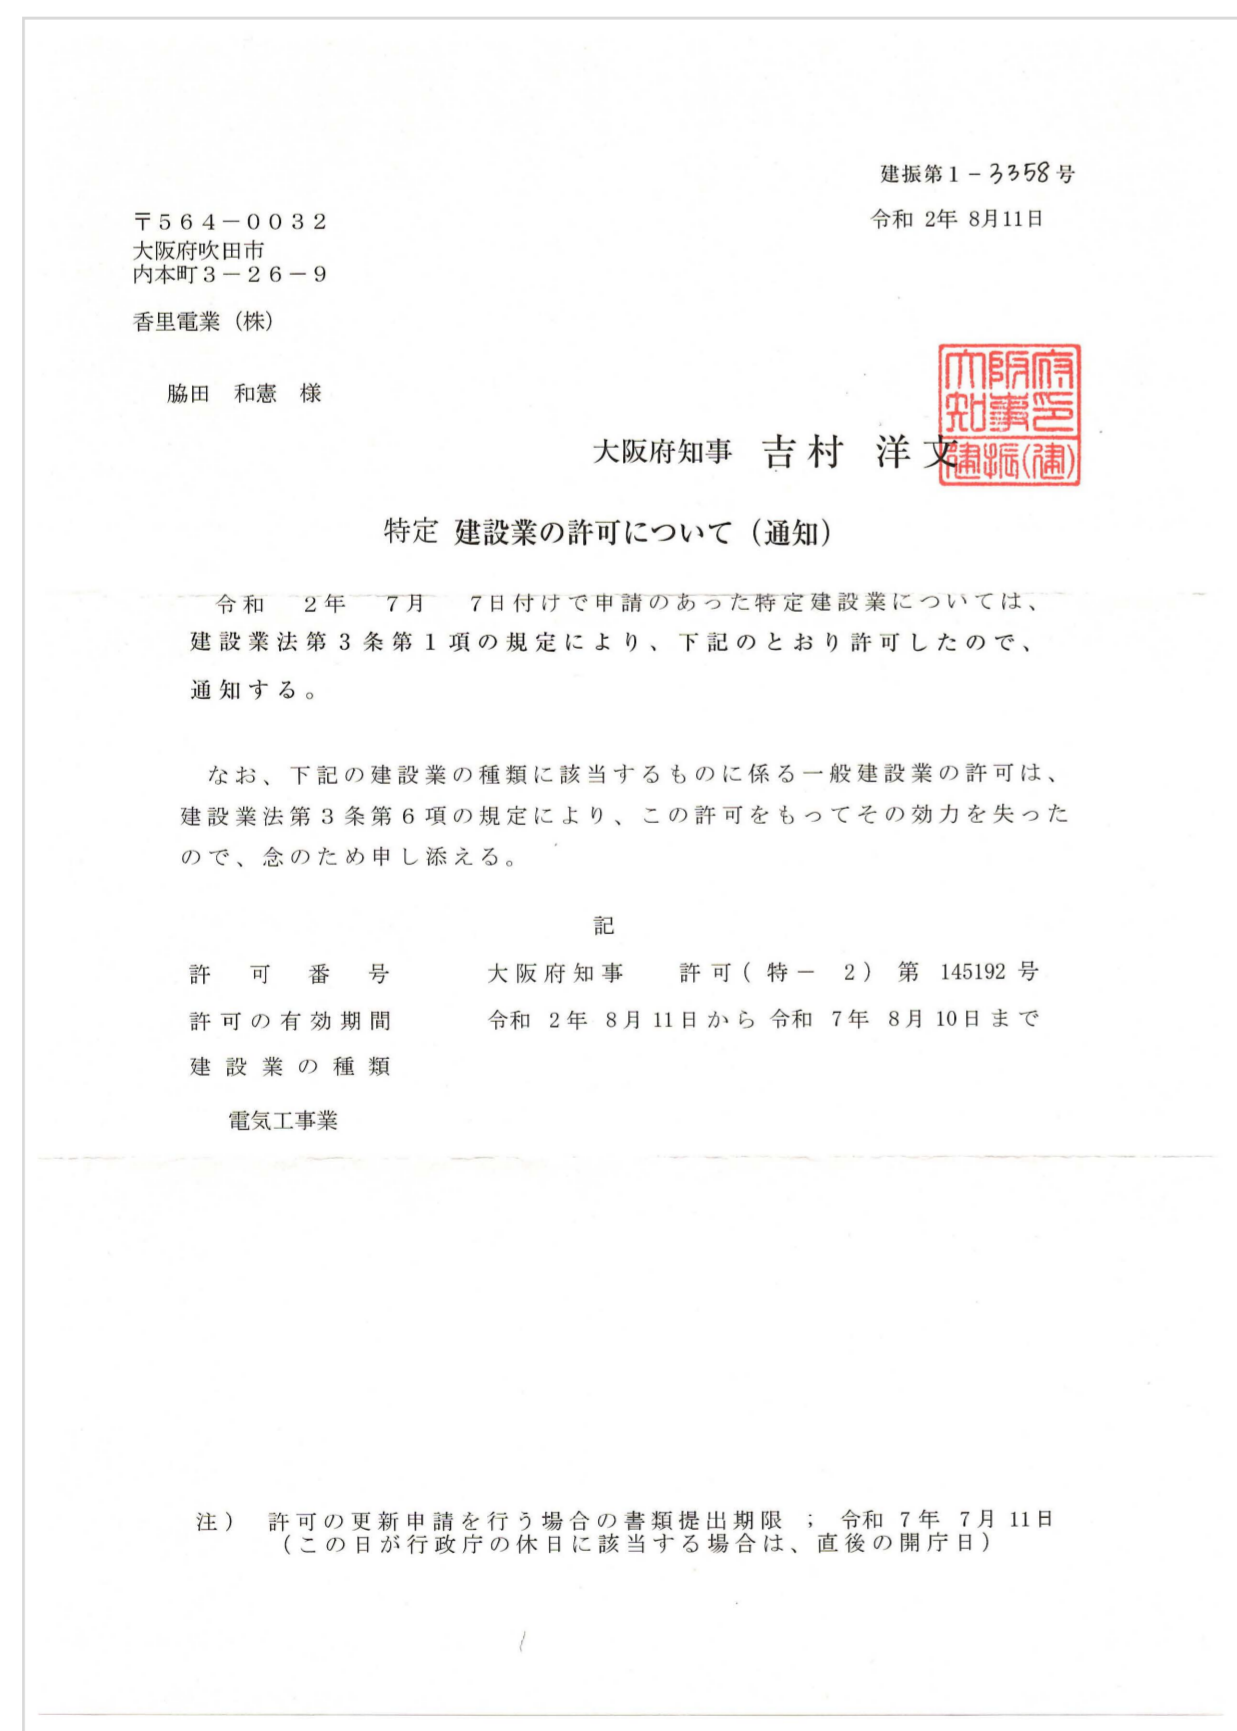 建振第1－3358号
令和 2年 8月11日
〒564－0032
大阪府吹田市
内本町3－26－9
香里電業（株）
脇田　和憲　様
大阪府知事　吉村　洋文
大阪府
知事印
建振(建)
特定 建設業の許可について（通知）
令和　2年　7月　7日付けで申請のあった特定建設業については、
建設業法第3条第1項の規定により、下記のとおり許可したので、
通知する。
なお、下記の建設業の種類に該当するものに係る一般建設業の許可は、
建設業法第3条第6項の規定により、この許可をもってその効力を失った
ので、念のため申し添える。
記
許可番号　大阪府知事　許可(特－　2)　第　145192 号
許可の有効期間　令和 2年 8月11日から 令和 7年 8月10日まで
建設業の種類
電気工事業
注）　許可の更新申請を行う場合の書類提出期限 ； 令和 7年 7月 11日
（この日が行政庁の休日に該当する場合は、直後の開庁日）